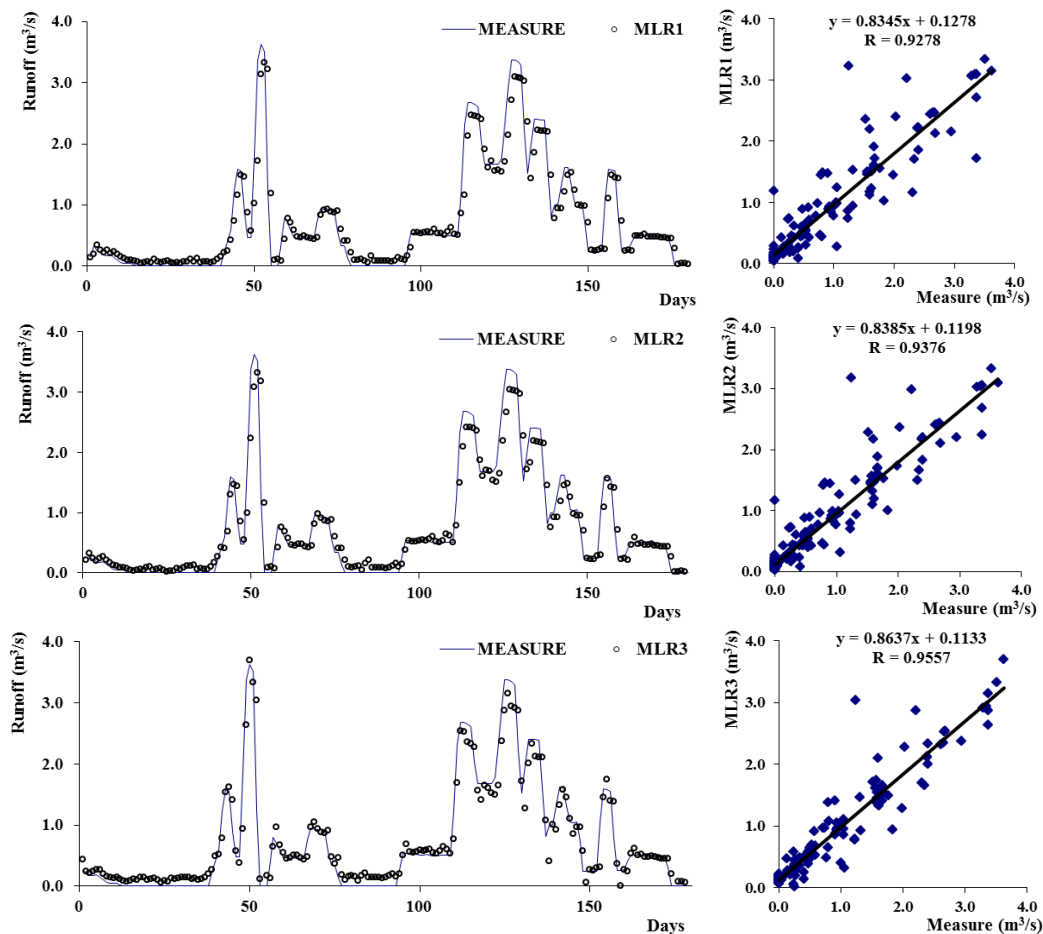 MEASURE MLR1
Runoff (m³/s)
4.0
3.0
2.0
1.0
0.0
0 50 100 150
Days
y = 0.8345x + 0.1278
R = 0.9278
MLR1 (m³/s)
4.0
3.0
2.0
1.0
0.0
0.0 1.0 2.0 3.0 4.0
Measure (m³/s)
MEASURE MLR2
Runoff (m³/s)
4.0
3.0
2.0
1.0
0.0
0 50 100 150
Days
y = 0.8385x + 0.1198
R = 0.9376
MLR2 (m³/s)
4.0
3.0
2.0
1.0
0.0
0.0 1.0 2.0 3.0 4.0
Measure (m³/s)
MEASURE MLR3
Runoff (m³/s)
4.0
3.0
2.0
1.0
0.0
0 50 100 150
Days
y = 0.8637x + 0.1133
R = 0.9557
MLR3 (m³/s)
4.0
3.0
2.0
1.0
0.0
0.0 1.0 2.0 3.0 4.0
Measure (m³/s)